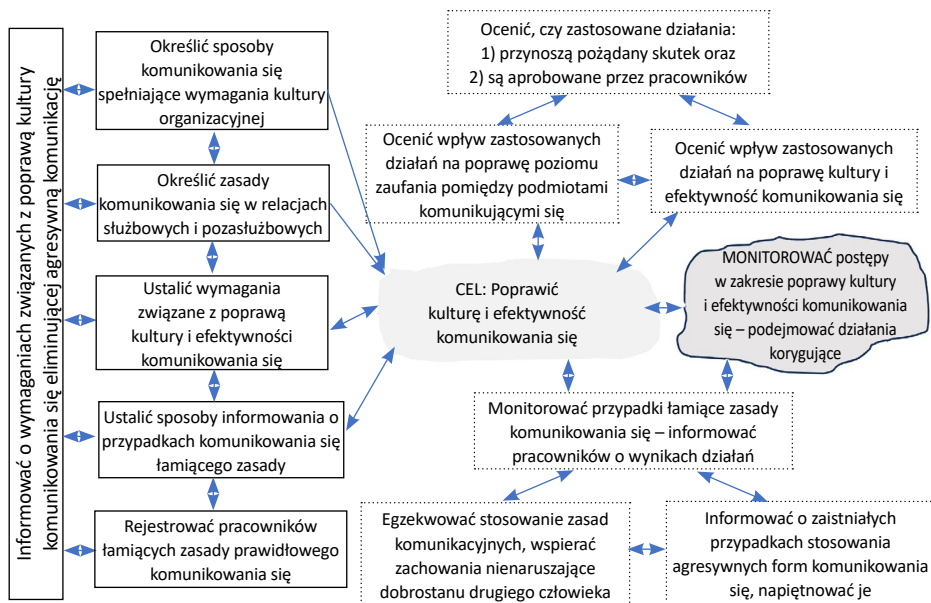 Informować o wymaganiach związanych z poprawą kultury
komunikowania się eliminującej agresywną komunikację
Określić sposoby
komunikowania się
spełniające wymagania kultury
organizacyjnej
Określić zasady
komunikowania się w relacjach
służbowych i pozasłużbowych
Ustalić wymagania
związane z poprawą
kultury i efektywności
komunikowania się
Ustalić sposoby informowania o
przypadkach komunikowania się
łamiącego zasady
Rejestrować pracowników
łamiących zasady prawidłowego
komunikowania się
Ocenić, czy zastosowane działania:
1) przynoszą pożądany skutek oraz
2) są aprobowane przez pracowników
Ocenić wpływ zastosowanych
działań na poprawę poziomu
zaufania pomiędzy podmiotami
komunikującymi się
Ocenić wpływ zastosowanych
działań na poprawę kultury i
efektywność komunikowania się
CEL: Poprawić
kulturę i efektywność
komunikowania się
MONITOROWAĆ postępy
w zakresie poprawy kultury
i efektywności komunikowania
się – podejmować działania
korygujące
Monitorować przypadki łamiące zasady
komunikowania się – informować
pracowników o wynikach działań
Egzekwować stosowanie zasad
komunikacyjnych, wspierać
zachowania nienaruszające
dobrostanu drugiego człowieka
Informować o zaistniałych
przypadkach stosowania
agresywnych form komunikowania
się, napiętnować je